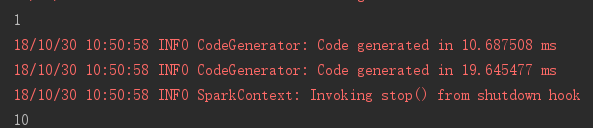 1
18/10/30 10:50:58 INFO CodeGenerator: Code generated in 10.687508 ms
18/10/30 10:50:58 INFO CodeGenerator: Code generated in 19.645477 ms
18/10/30 10:50:58 INFO SparkContext: Invoking stop() from shutdown hook
10